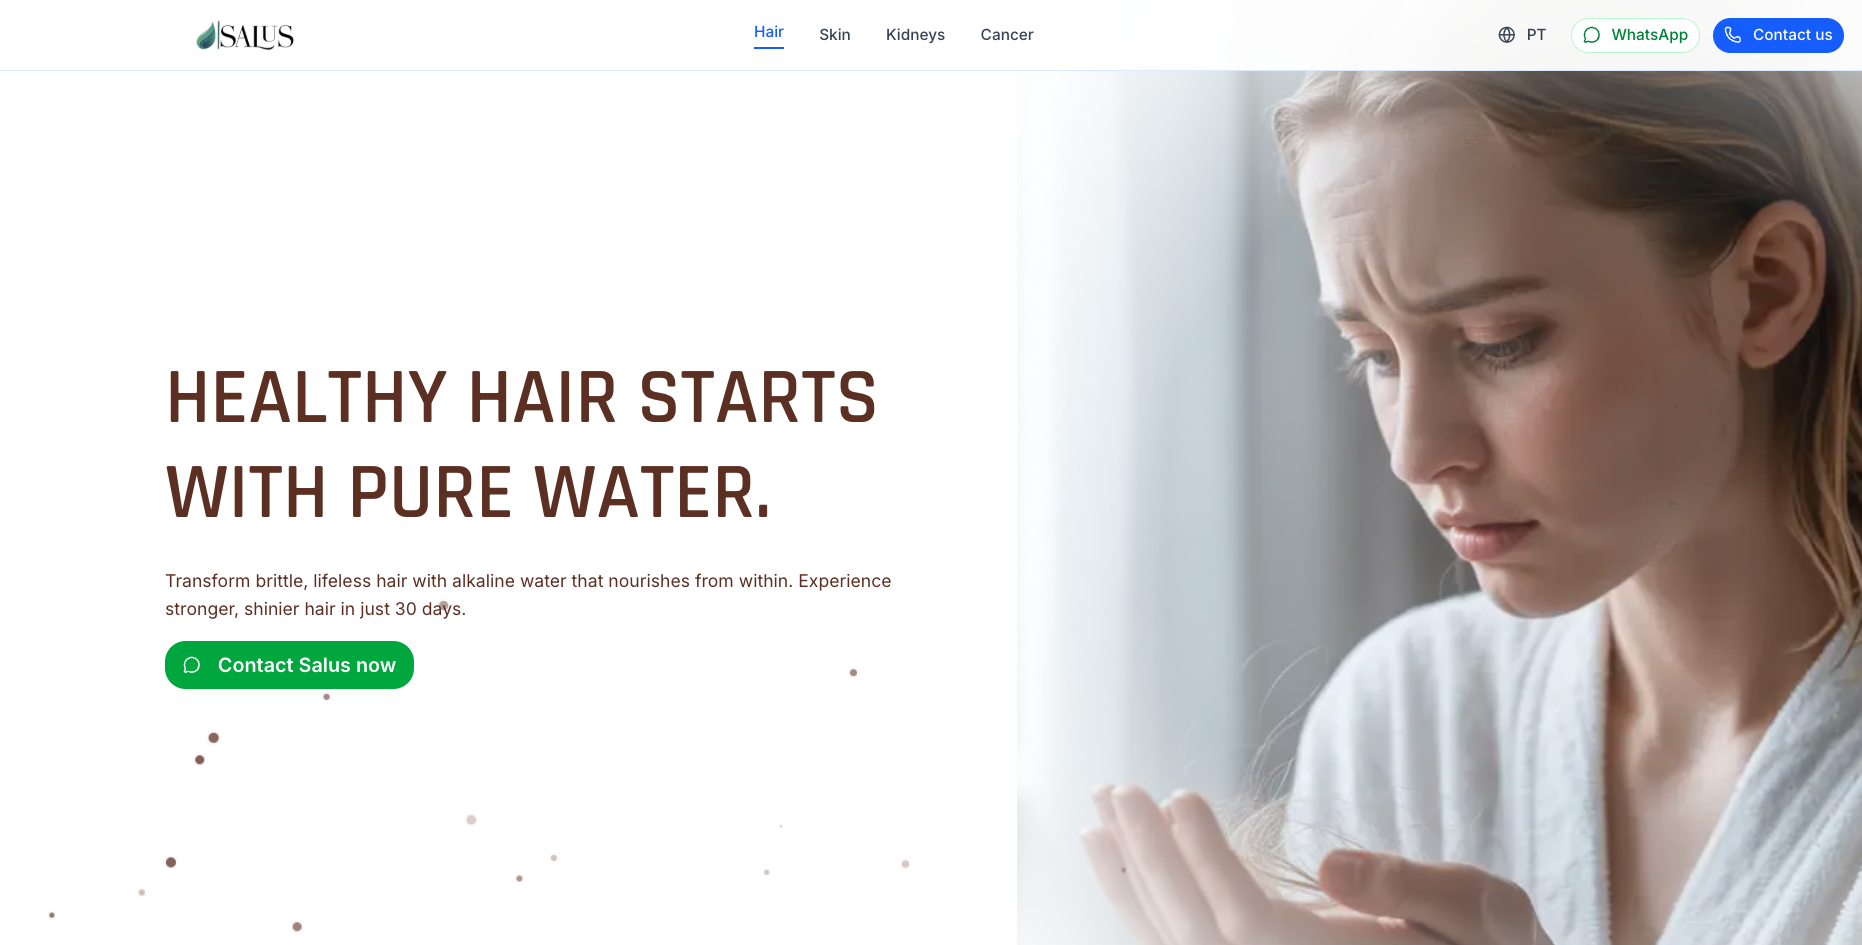 SALUS
Hair
Skin
Kidneys
Cancer
PT
WhatsApp
Contact us
HEALTHY HAIR STARTS
WITH PURE WATER.
Transform brittle, lifeless hair with alkaline water that nourishes from within. Experience
stronger, shinier hair in just 30 days.
Contact Salus now